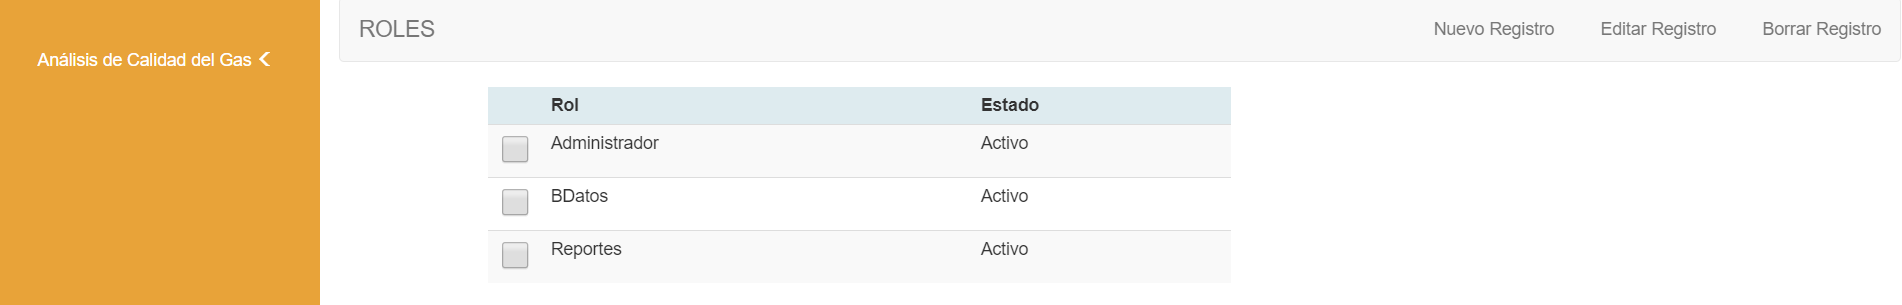 Análisis de Calidad del Gas
ROLES
Nuevo Registro Editar Registro Borrar Registro
Rol Estado
Administrador Activo
BDatos Activo
Reportes Activo